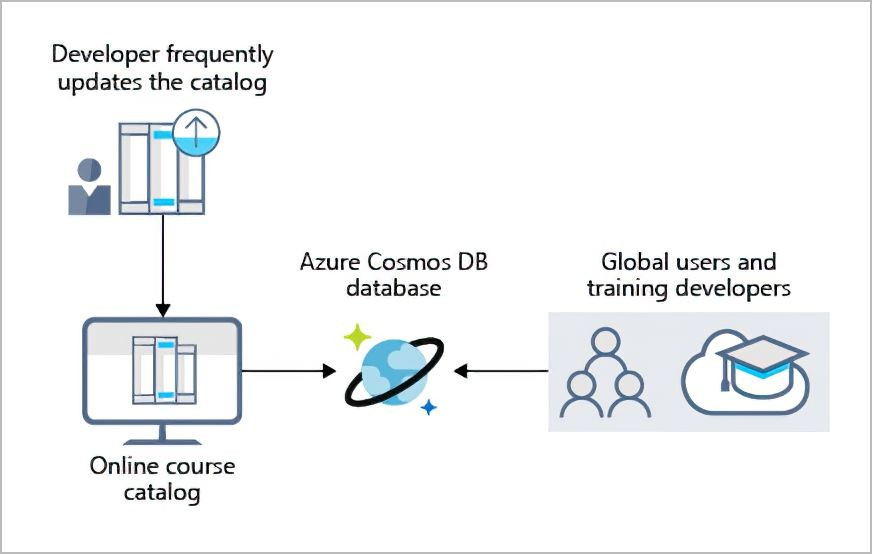 Developer frequently
updates the catalog
Azure Cosmos DB
database
Global users and
training developers
Online course
catalog